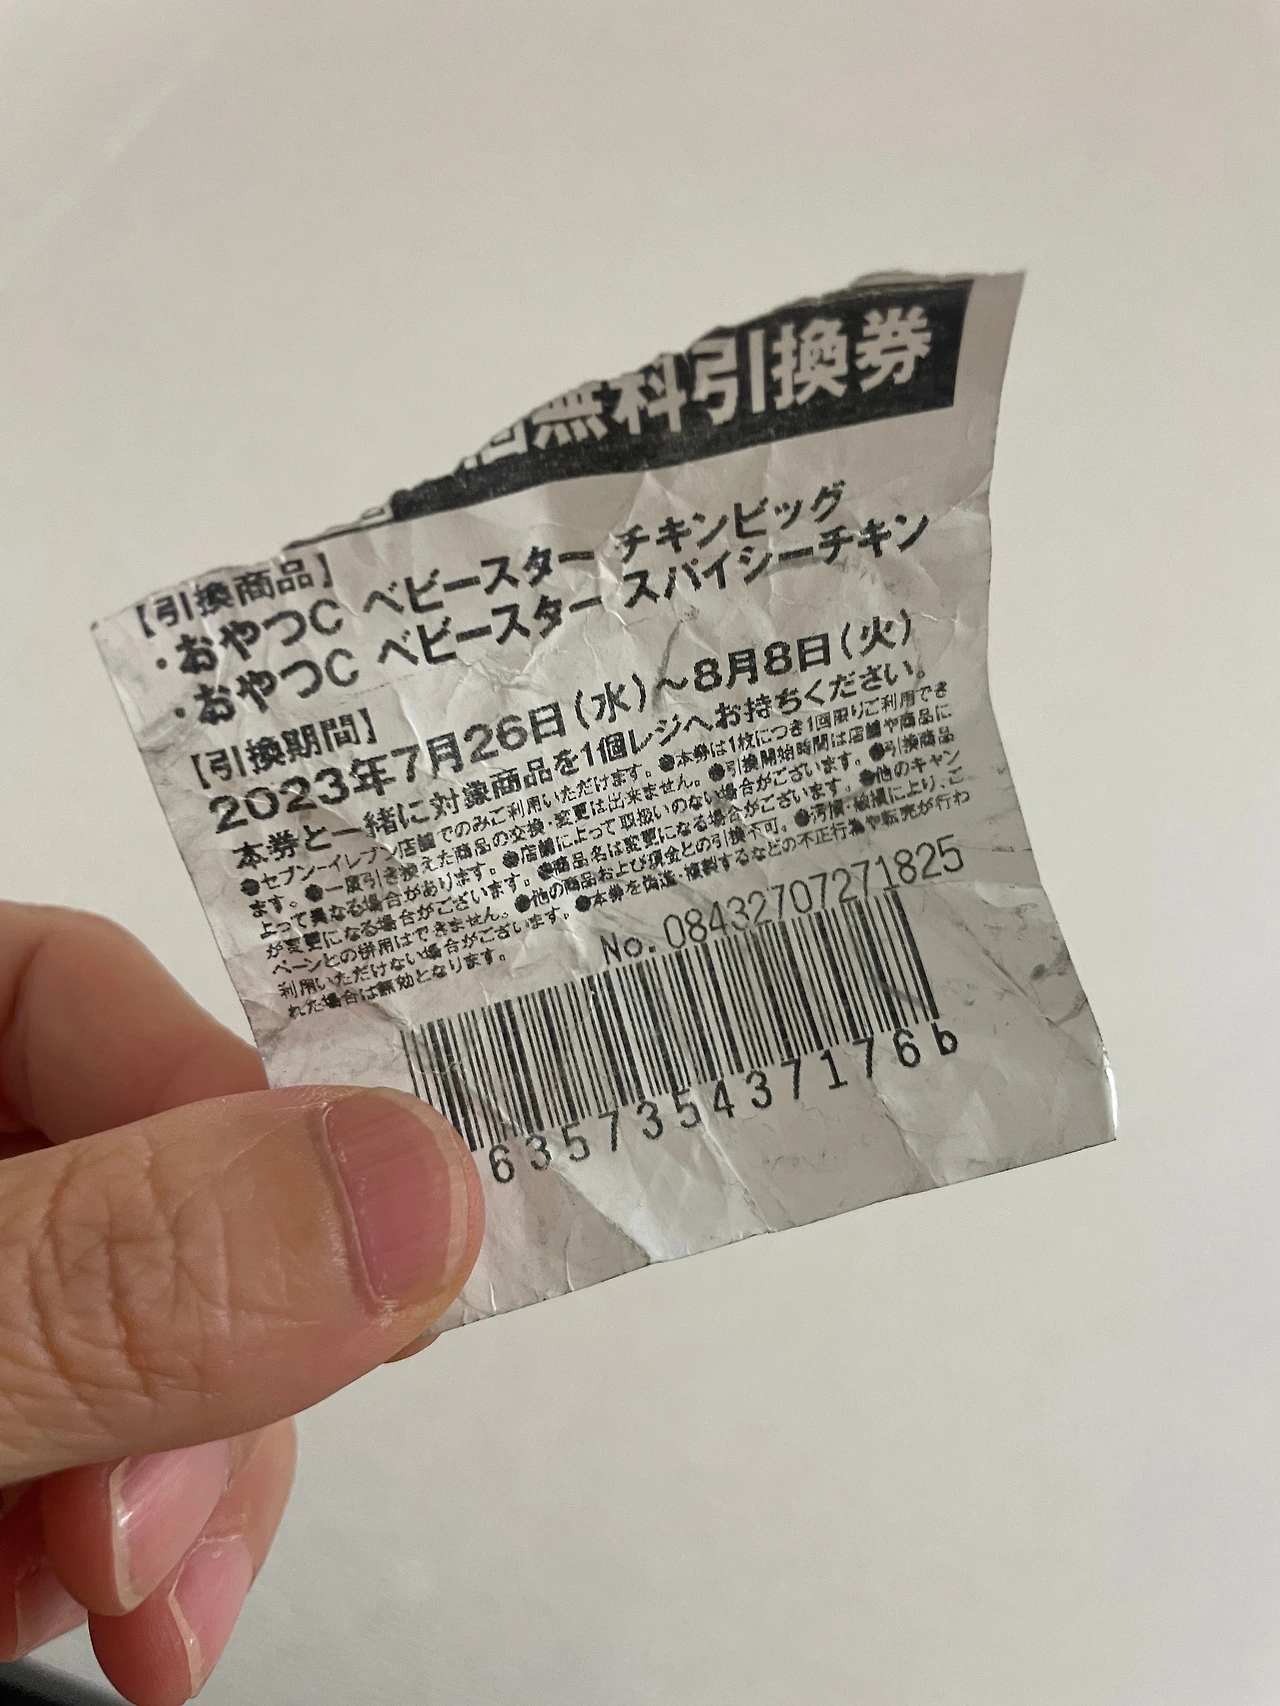 無料引換券
【引換商品】
・おやつC ベビースター チキンビッグ
・おやつC ベビースター スパイシーチキン
【引換期間】
2023年7月26日(水)~8月8日(火)
本券と一緒に対象商品を1個レジへお持ちください。
●セブン-イレブン店舗でのみご利用いただけます。●本券は1枚につき1回限りご利用でき
ます。●一度引き換えた商品の交換・変更は出来ません。●引換開始時間は店舗や商品に
よって異なる場合があります。●店舗によって取扱いのない場合がございます。●引換商品
が変更になる場合がございます。●商品名は変更になる場合がございます。●他のキャン
ペーンとの併用はできません。●他の商品および現金との引換不可。●汚損・破損により、ご
利用いただけない場合がございます。●本券を偽造・複製するなどの不正行為や転売が行わ
れた場合は無効となります。
No. 08432707271825
6357354371766